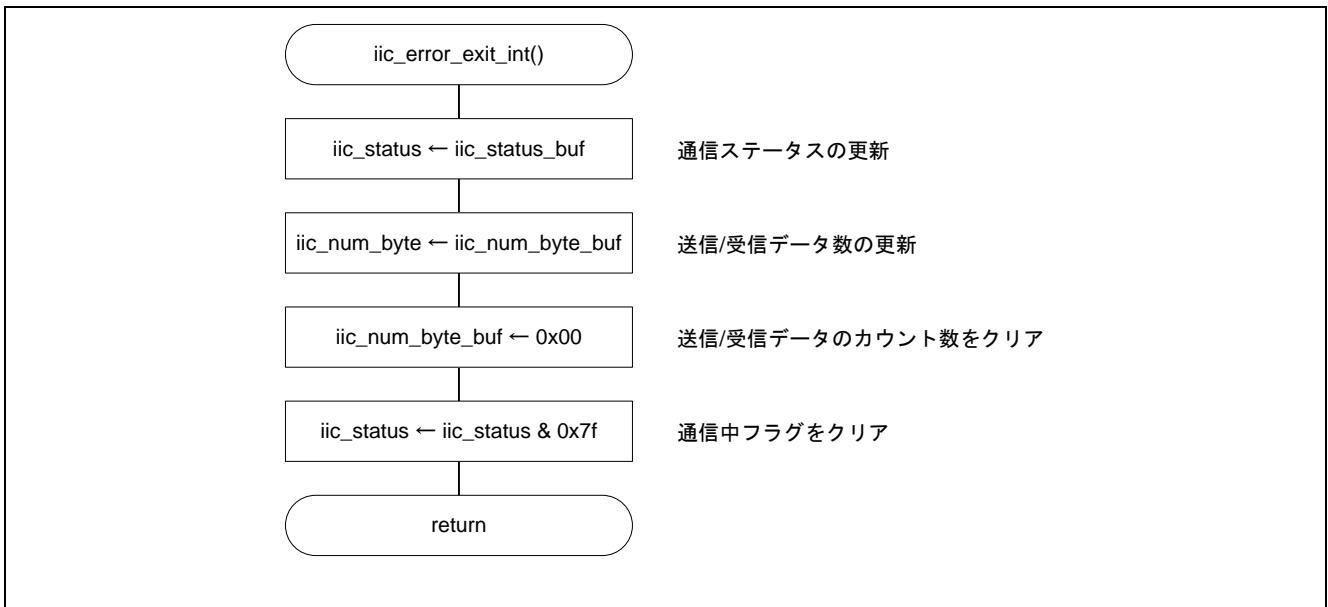 iic_error_exit_int()
iic_status ← iic_status_buf 通信ステータスの更新
iic_num_byte ← iic_num_byte_buf 送信/受信データ数の更新
iic_num_byte_buf ← 0x00 送信/受信データのカウント数をクリア
iic_status ← iic_status & 0x7f 通信中フラグをクリア
return